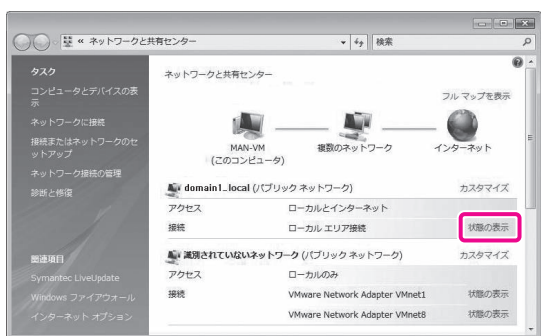 « ネットワークと共有センター
検索
タスク
コンピュータとデバイスの表
示
ネットワークに接続
接続またはネットワークのセ
ットアップ
ネットワーク接続の管理
診断と修復
関連項目
Symantec LiveUpdate
Windows ファイアウォール
インターネット オプション
ネットワークと共有センター
フル マップを表示
MAN-VM
(このコンピュータ)
複数のネットワーク
インターネット
domain1_local (パブリック ネットワーク)
カスタマイズ
アクセス
ローカルとインターネット
接続
ローカル エリア接続
状態の表示
識別されていないネットワーク (パブリック ネットワーク)
カスタマイズ
アクセス
ローカルのみ
接続
VMware Network Adapter VMnet1
状態の表示
VMware Network Adapter VMnet8
状態の表示